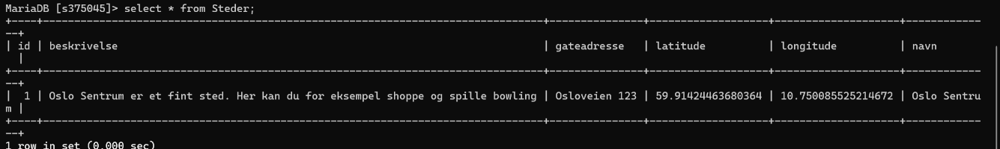 MariaDB [s375045]> select * from Steder;
+----+--------------------------------------------------------------------------------+---------------+-------------------+--------------------+------------
--+
| id | beskrivelse                                                                    | gateadresse   | latitude          | longitude          | navn
  |
+----+--------------------------------------------------------------------------------+---------------+-------------------+--------------------+------------
--+
|  1 | Oslo Sentrum er et fint sted. Her kan du for eksempel shoppe og spille bowling | Osloveien 123 | 59.91424463680364 | 10.750085525214672 | Oslo Sentru
m |
+----+--------------------------------------------------------------------------------+---------------+-------------------+--------------------+------------
--+
1 row in set (0.000 sec)